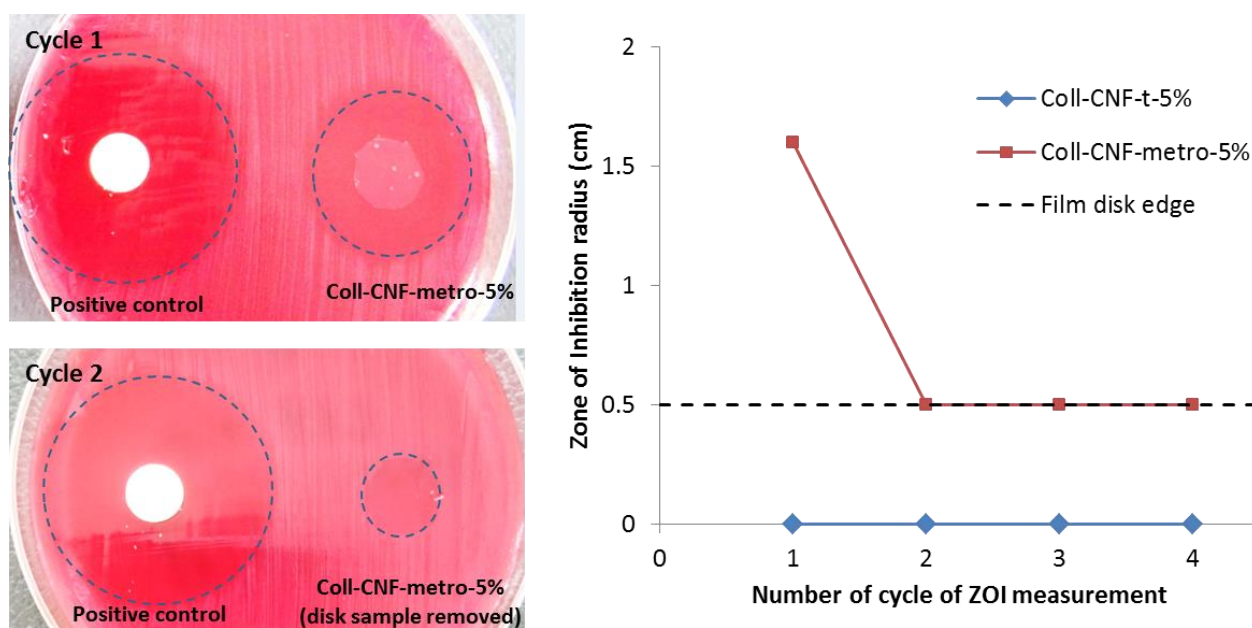 Cycle 1
Positive control
Coll-CNF-metro-5%
Cycle 2
Positive control
Coll-CNF-metro-5%
(disk sample removed)
Zone of Inhibition radius (cm)
2
1.5
1
0.5
0
0
1
2
3
4
Number of cycle of ZOI measurement
Coll-CNF-t-5%
Coll-CNF-metro-5%
Film disk edge